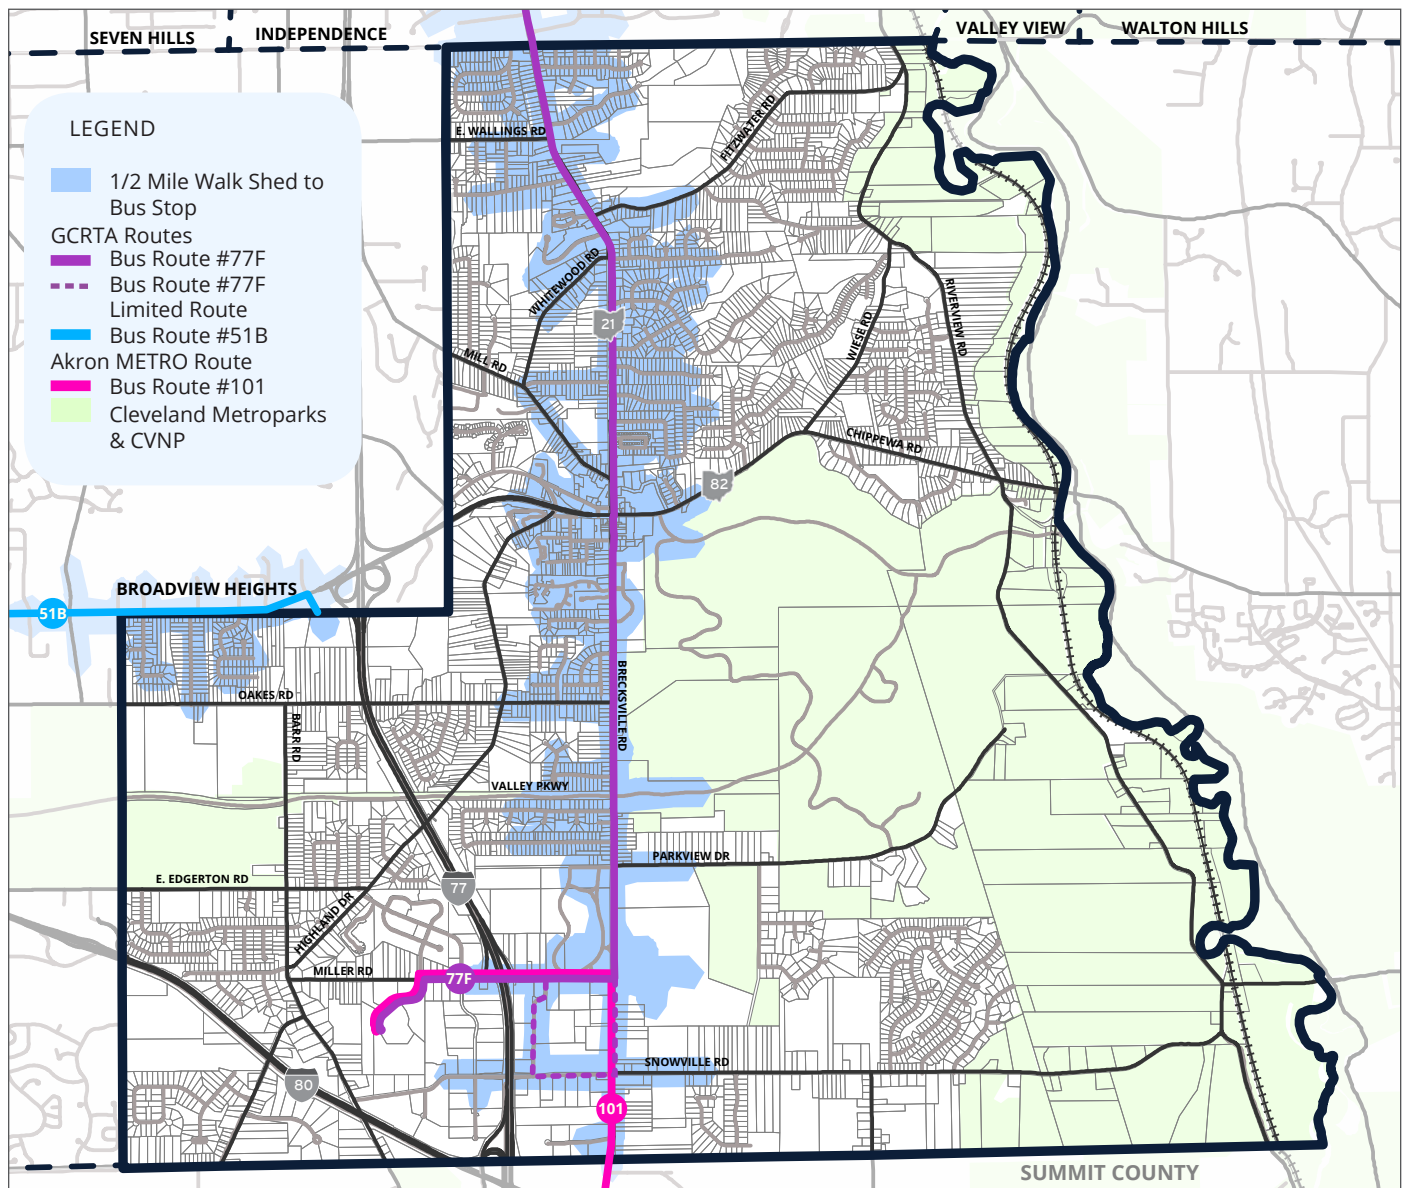 SEVEN HILLS
INDEPENDENCE
VALLEY VIEW
WALTON HILLS
LEGEND
1/2 Mile Walk Shed to
Bus Stop
GCRTA Routes
Bus Route #77F
Bus Route #77F
Limited Route
Bus Route #51B
Akron METRO Route
Bus Route #101
Cleveland Metroparks
& CVNP
E. WALLINGS RD
FITZWATER RD
WHITEWOOD RD
21
MILL RD
WIESE RD
RIVERVIEW RD
CHIPPEWA RD
82
BROADVIEW HEIGHTS
51B
OAKES RD
BARR RD
BRECKSVILLE RD
VALLEY PKWY
PARKVIEW DR
E. EDGERTON RD
77
HIGHLAND DR
MILLER RD
77F
SNOWVILLE RD
80
101
SUMMIT COUNTY